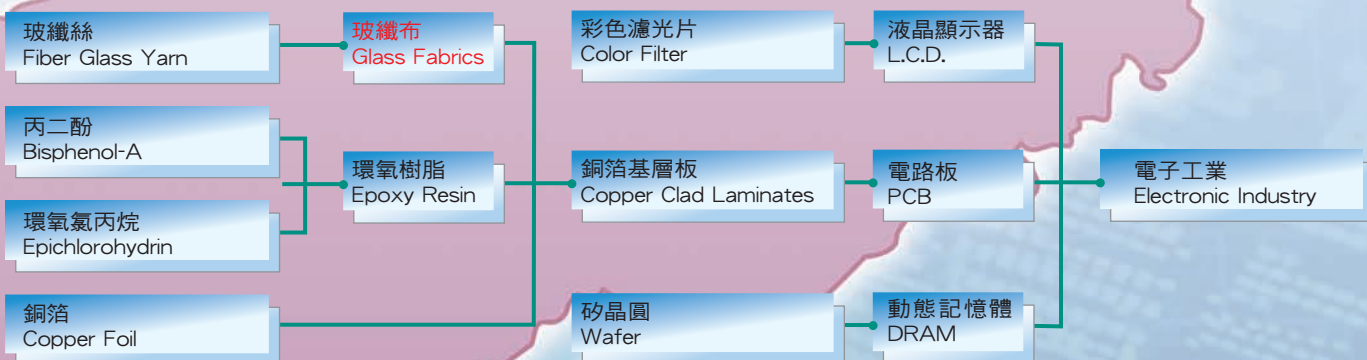 玻纖絲
Fiber Glass Yarn
玻纖布
Glass Fabrics
彩色濾光片
Color Filter
液晶顯示器
L.C.D.
丙二酚
Bisphenol-A
環氧樹脂
Epoxy Resin
銅箔基層板
Copper Clad Laminates
電路板
PCB
電子工業
Electronic Industry
環氧氯丙烷
Epichlorohydrin
銅箔
Copper Foil
矽晶圓
Wafer
動態記憶體
DRAM